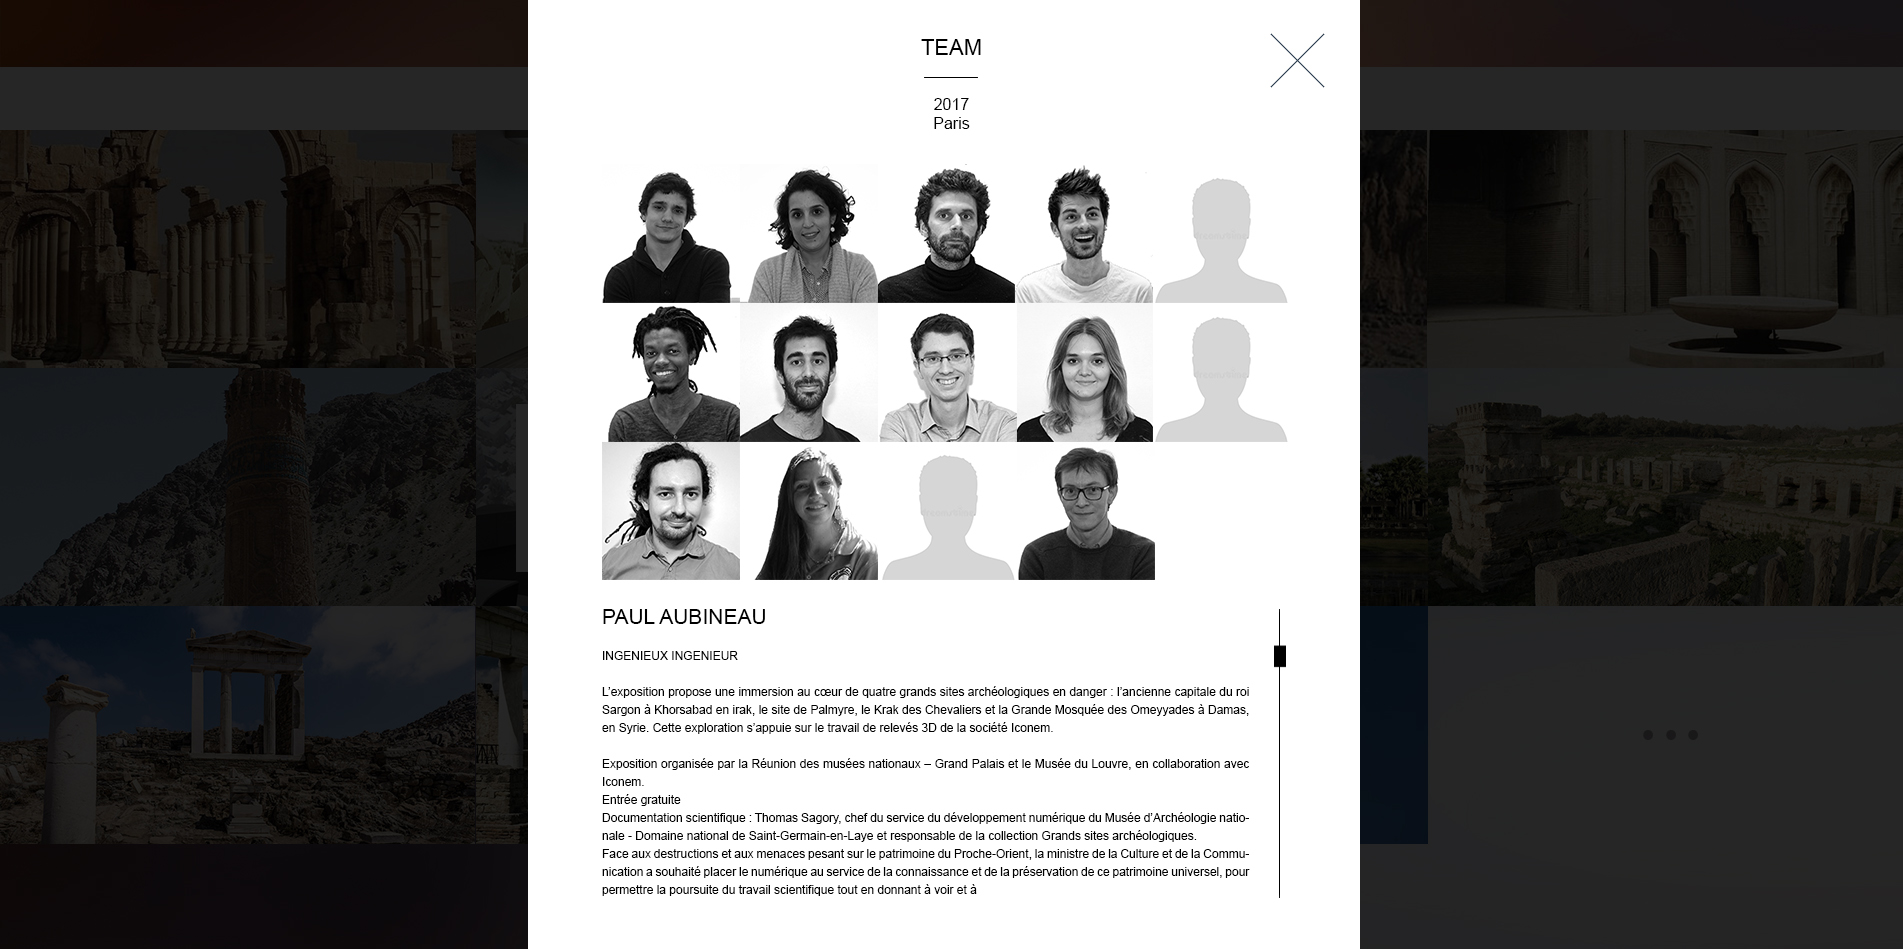 TEAM
2017
Paris
PAUL AUBINEAU
INGENIEUX INGENIEUR
L’exposition propose une immersion au cœur de quatre grands sites archéologiques en danger : l’ancienne capitale du roi
Sargon à Khorsabad en irak, le site de Palmyre, le Krak des Chevaliers et la Grande Mosquée des Omeyyades à Damas,
en Syrie. Cette exploration s’appuie sur le travail de relevés 3D de la société Iconem.
Exposition organisée par la Réunion des musées nationaux – Grand Palais et le Musée du Louvre, en collaboration avec
Iconem.
Entrée gratuite
Documentation scientifique : Thomas Sagory, chef du service du développement numérique du Musée d’Archéologie natio-
nale - Domaine national de Saint-Germain-en-Laye et responsable de la collection Grands sites archéologiques.
Face aux destructions et aux menaces pesant sur le patrimoine du Proche-Orient, la ministre de la Culture et de la Commu-
nication a souhaité placer le numérique au service de la connaissance et de la préservation de ce patrimoine universel, pour
permettre la poursuite du travail scientifique tout en donnant à voir et à